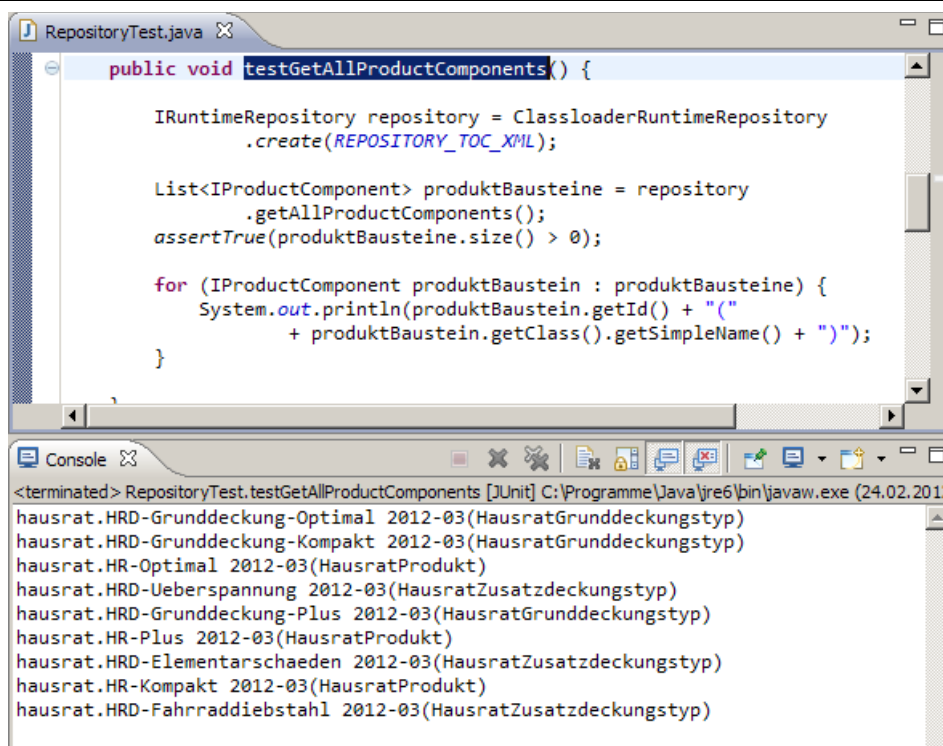 RepositoryTest.java
public void testGetAllProductComponents() {
IRuntimeRepository repository = ClassloaderRuntimeRepository
.create(REPOSITORY_TOC_XML);
List<IProductComponent> produktBausteine = repository
.getAllProductComponents();
assertTrue(produktBausteine.size() > 0);
for (IProductComponent produktBaustein : produktBausteine) {
System.out.println(produktBaustein.getId() + "("
+ produktBaustein.getClass().getSimpleName() + ")");
}
Console
<terminated> RepositoryTest.testGetAllProductComponents [JUnit] C:\Programme\Java\jre6\bin\javaw.exe (24.02.201
hausrat.HRD-Grunddeckung-Optimal 2012-03(HausratGrunddeckungstyp)
hausrat.HRD-Grunddeckung-Kompakt 2012-03(HausratGrunddeckungstyp)
hausrat.HR-Optimal 2012-03(HausratProdukt)
hausrat.HRD-Ueberspannung 2012-03(HausratZusatzdeckungstyp)
hausrat.HRD-Grunddeckung-Plus 2012-03(HausratGrunddeckungstyp)
hausrat.HR-Plus 2012-03(HausratProdukt)
hausrat.HRD-Elementarschaeden 2012-03(HausratZusatzdeckungstyp)
hausrat.HR-Kompakt 2012-03(HausratProdukt)
hausrat.HRD-Fahrraddiebstahl 2012-03(HausratZusatzdeckungstyp)